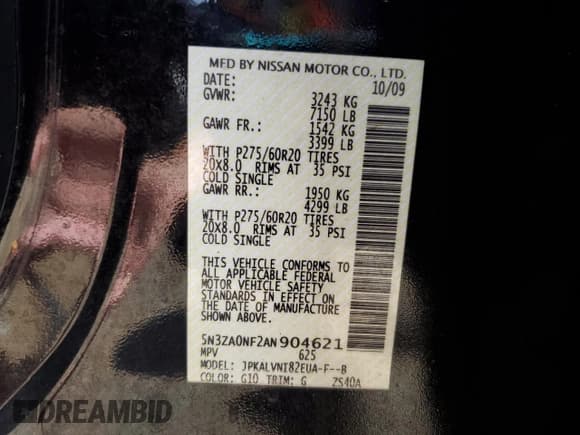 MFD BY NISSAN MOTOR CO., LTD.
DATE: 10/09
GVWR: 3243 KG
7150 LB
GAWR FR.: 1542 KG
3399 LB
WITH P275/60R20 TIRES
20X8.0 RIMS AT 35 PSI
COLD SINGLE
GAWR RR.: 1950 KG
4299 LB
WITH P275/60R20 TIRES
20X8.0 RIMS AT 35 PSI
COLD SINGLE
THIS VEHICLE CONFORMS TO
ALL APPLICABLE FEDERAL
MOTOR VEHICLE SAFETY
STANDARDS IN EFFECT ON
THE DATE OF MANUFACTURE
SHOWN ABOVE.
5N3ZA0NF2AN904621
MPV 625
MODEL: JPKALVNI82EUA-F--B
COLOR: G10 TRIM: G ZS40A
DREAMBID